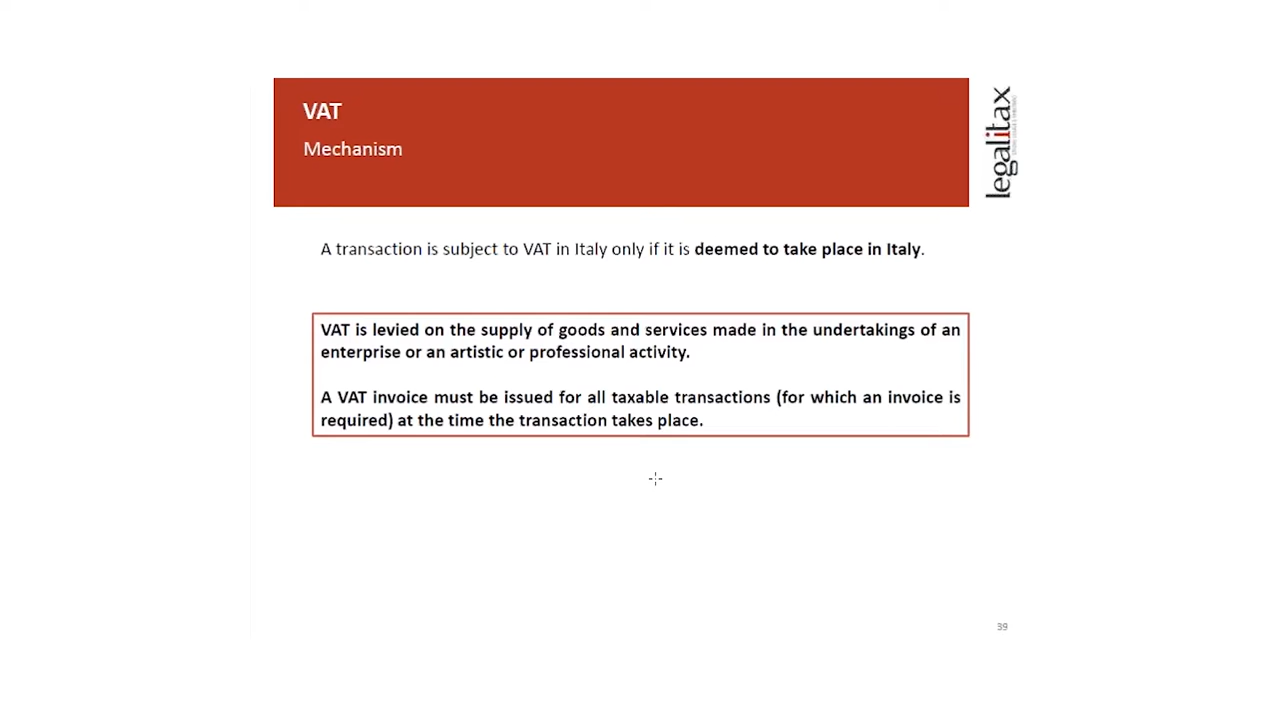 VAT
Mechanism
legalitax
A transaction is subject to VAT in Italy only if it is deemed to take place in Italy.
VAT is levied on the supply of goods and services made in the undertakings of an
enterprise or an artistic or professional activity.
A VAT invoice must be issued for all taxable transactions (for which an invoice is
required) at the time the transaction takes place.
39